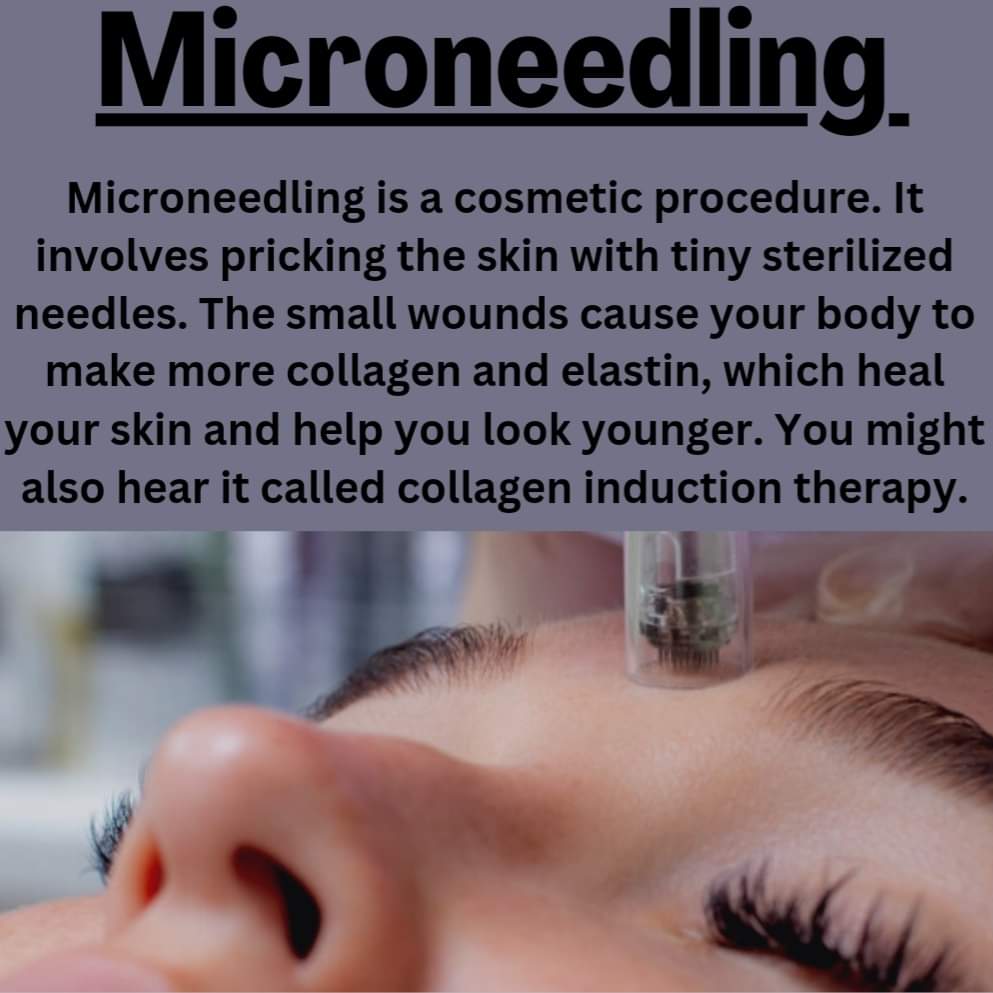 Microneedling
Microneedling is a cosmetic procedure. It
involves pricking the skin with tiny sterilized
needles. The small wounds cause your body to
make more collagen and elastin, which heal
your skin and help you look younger. You might
also hear it called collagen induction therapy.